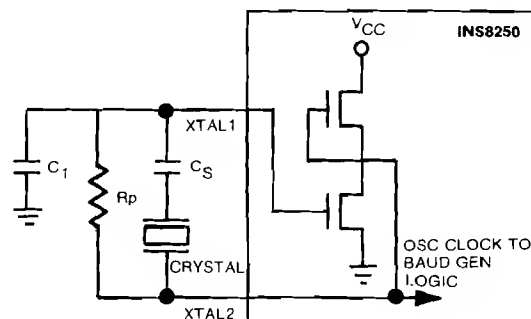 INS8250
VCC
XTAL1
C1
Rp
CS
CRYSTAL
XTAL2
OSC CLOCK TO
BAUD GEN
LOGIC